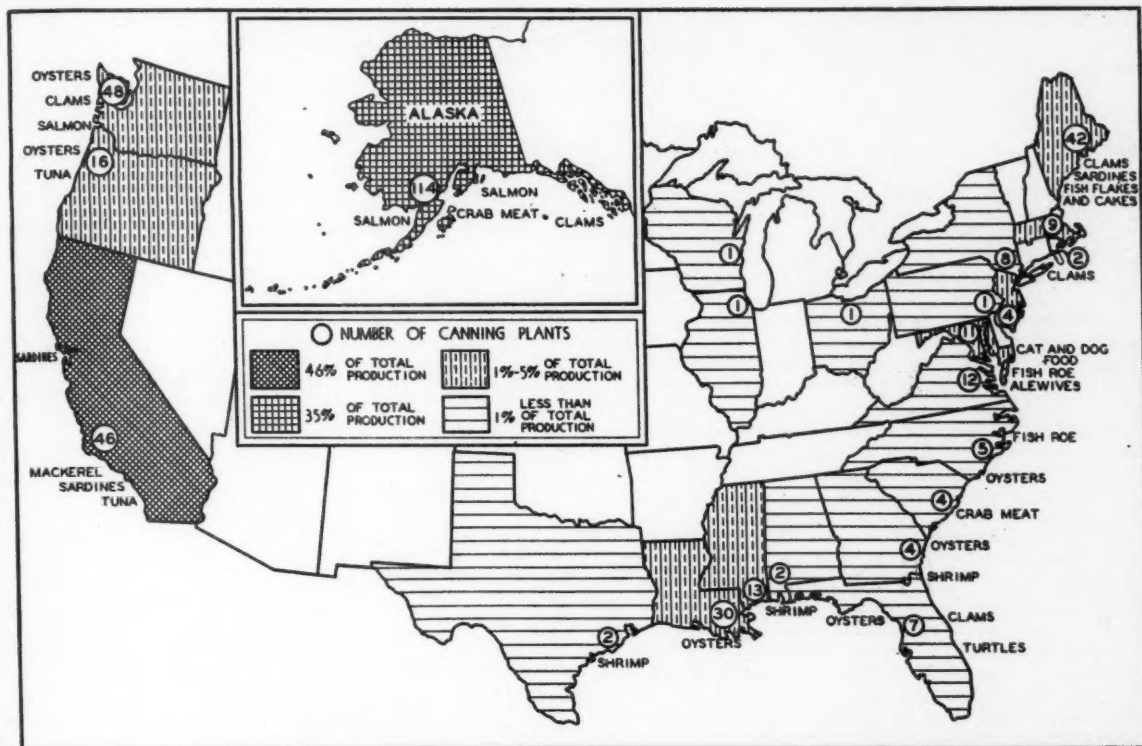 OYSTERS
48
CLAMS
SALMON
OYSTERS
16
TUNA
SARDINES
46
MACKEREL
SARDINES
TUNA
ALASKA
114
SALMON
SALMON
CRAB MEAT
CLAMS
NUMBER OF CANNING PLANTS
46% OF TOTAL PRODUCTION
1%-5% OF TOTAL PRODUCTION
35% OF TOTAL PRODUCTION
LESS THAN
1% OF TOTAL PRODUCTION
1
1
1
42
CLAMS
SARDINES
FISH FLAKES
AND CAKES
9
8
2
CLAMS
1
4
11
CAT AND DOG
FOOD
FISH ROE
ALEWIVES
12
FISH ROE
5
OYSTERS
4
CRAB MEAT
4
OYSTERS
SHRIMP
2
13
SHRIMP
30
OYSTERS
OYSTERS
7
CLAMS
TURTLES
2
SHRIMP